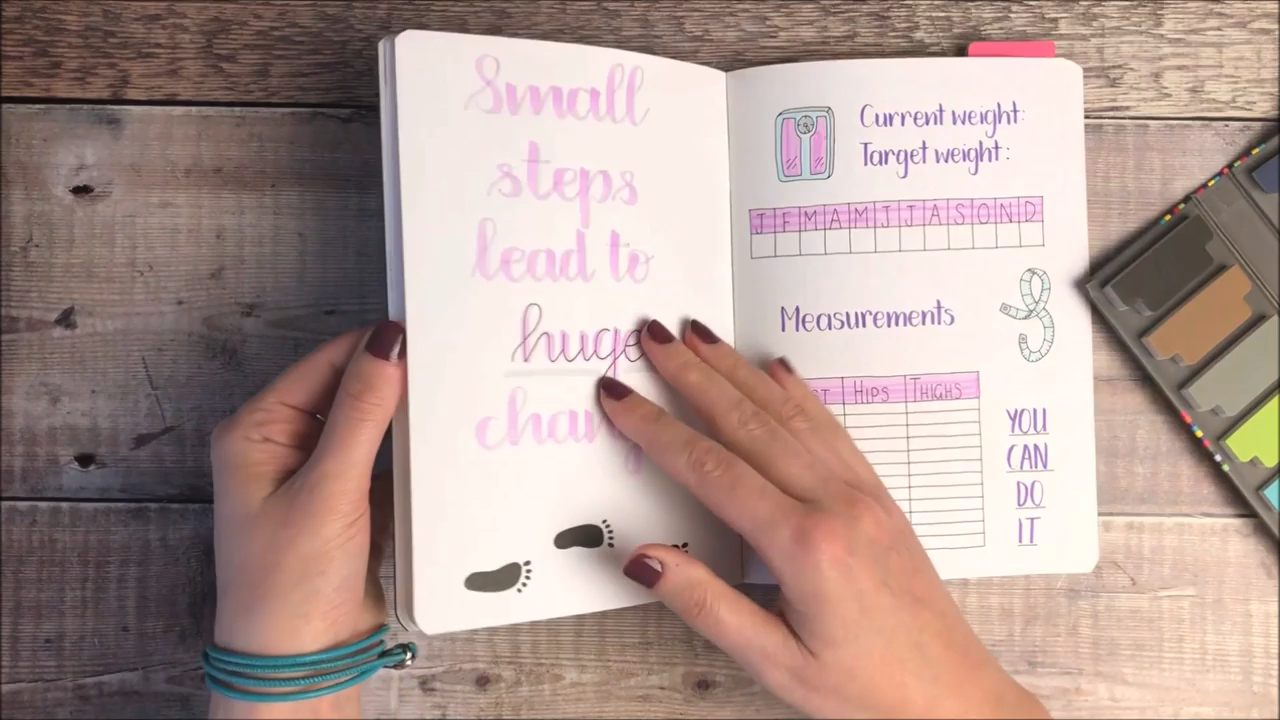 Small
steps
lead to
huge
Current weight:
Target weight:
J F M A M J J A S O N D
Measurements
HIPS THIGHS
YOU
CAN
DO
IT